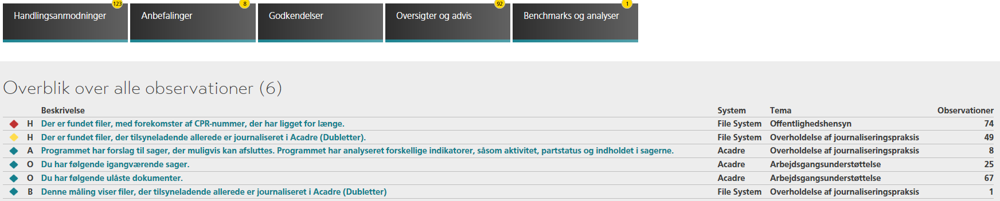 123 8 92 1
Handlingsanmodninger Anbefalinger Godkendelser Oversigter og advis Benchmarks og analyser
Overblik over alle observationer (6)
Beskrivelse System Tema Observationer
H Der er fundet filer, med forekomster af CPR-nummer, der har ligget for længe. File System Offentlighedshensyn 74
H Der er fundet filer, der tilsyneladende allerede er journaliseret i Acadre (Dubletter). File System Overholdelse af journaliseringspraksis 49
A Programmet har forslag til sager, der muligvis kan afsluttes. Programmet har analyseret forskellige indikatorer, såsom aktivitet, partstatus og indholdet i sagerne. Acadre Overholdelse af journaliseringspraksis 8
O Du har følgende igangværende sager. Acadre Arbejdsgangsunderstøttelse 25
O Du har følgende ulåste dokumenter. Acadre Arbejdsgangsunderstøttelse 67
B Denne måling viser filer, der tilsyneladende allerede er journaliseret i Acadre (Dubletter) File System Overholdelse af journaliseringspraksis 1